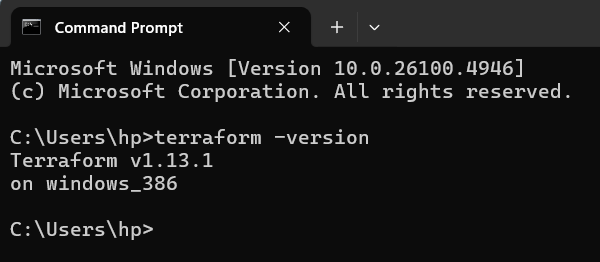 Command Prompt
Microsoft Windows [Version 10.0.26100.4946]
(c) Microsoft Corporation. All rights reserved.
C:\Users\hp>terraform -version
Terraform v1.13.1
on windows_386
C:\Users\hp>